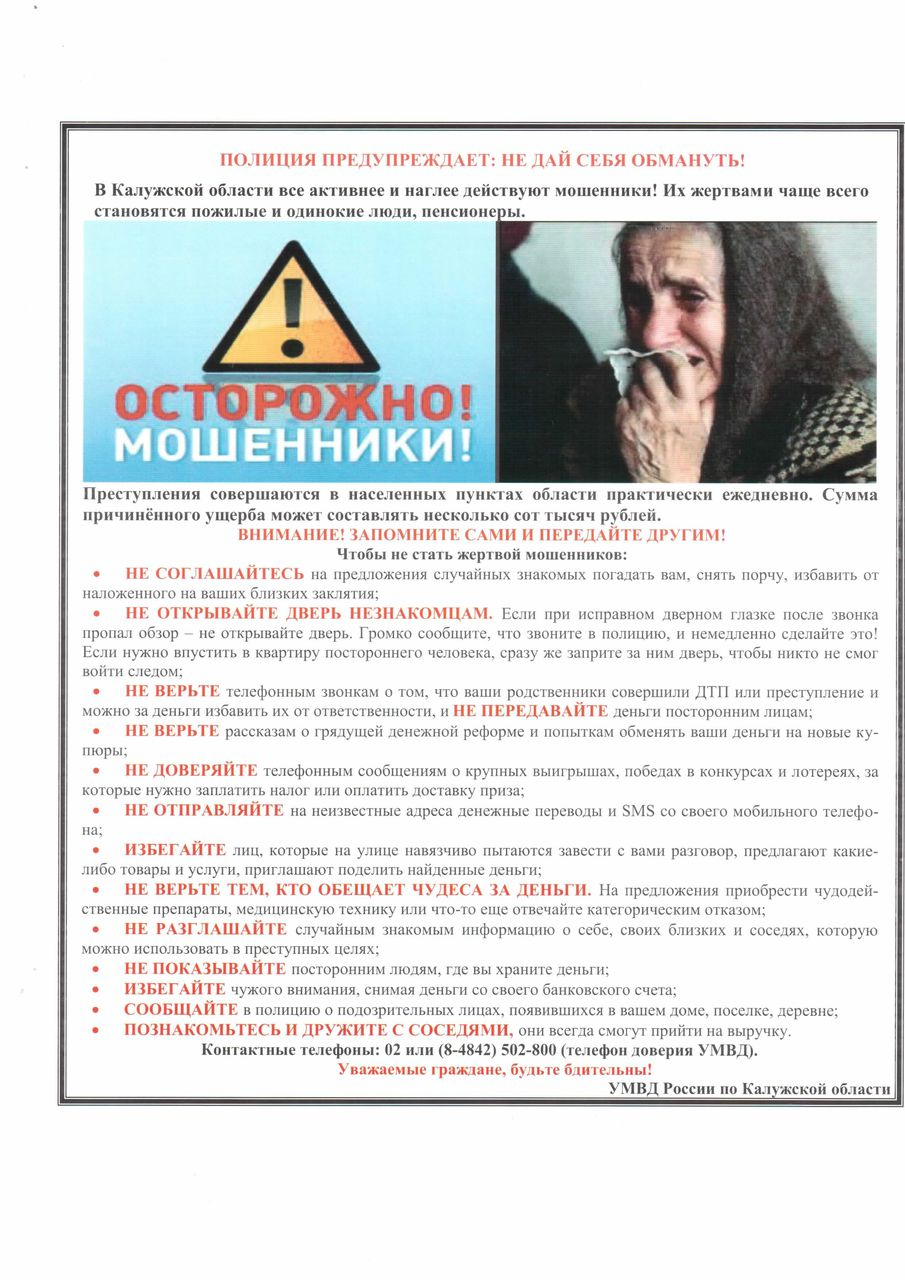 ПОЛИЦИЯ ПРЕДУПРЕЖДАЕТ: НЕ ДАЙ СЕБЯ ОБМАНУТЬ!
В Калужской области все активнее и наглее действуют мошенники! Их жертвами чаще всего
становятся пожилые и одинокие люди, пенсионеры.
ОСТОРОЖНО!
МОШЕННИКИ!
Преступления совершаются в населенных пунктах области практически ежедневно. Сумма
причинённого ущерба может составлять несколько сот тысяч рублей.
ВНИМАНИЕ! ЗАПОМНИТЕ САМИ И ПЕРЕДАЙТЕ ДРУГИМ!
Чтобы не стать жертвой мошенников:
• НЕ СОГЛАШАЙТЕСЬ на предложения случайных знакомых погадать вам, снять порчу, избавить от
наложенного на ваших близких заклятия;
• НЕ ОТКРЫВАЙТЕ ДВЕРЬ НЕЗНАКОМЦАМ. Если при исправном дверном глазке после звонка
пропал обзор – не открывайте дверь. Громко сообщите, что звоните в полицию, и немедленно сделайте это!
Если нужно впустить в квартиру постороннего человека, сразу же заприте за ним дверь, чтобы никто не смог
войти следом;
• НЕ ВЕРЬТЕ телефонным звонкам о том, что ваши родственники совершили ДТП или преступление и
можно за деньги избавить их от ответственности, и НЕ ПЕРЕДАВАЙТЕ деньги посторонним лицам;
• НЕ ВЕРЬТЕ рассказам о грядущей денежной реформе и попыткам обменять ваши деньги на новые ку-
пюры;
• НЕ ДОВЕРЯЙТЕ телефонным сообщениям о крупных выигрышах, победах в конкурсах и лотереях, за
которые нужно заплатить налог или оплатить доставку приза;
• НЕ ОТПРАВЛЯЙТЕ на неизвестные адреса денежные переводы и SMS со своего мобильного телефо-
на;
• ИЗБЕГАЙТЕ лиц, которые на улице навязчиво пытаются завести с вами разговор, предлагают какие-
либо товары и услуги, приглашают поделить найденные деньги;
• НЕ ВЕРЬТЕ ТЕМ, КТО ОБЕЩАЕТ ЧУДЕСА ЗА ДЕНЬГИ. На предложения приобрести чудодей-
ственные препараты, медицинскую технику или что-то еще отвечайте категорическим отказом;
• НЕ РАЗГЛАШАЙТЕ случайным знакомым информацию о себе, своих близких и соседях, которую
можно использовать в преступных целях;
• НЕ ПОКАЗЫВАЙТЕ посторонним людям, где вы храните деньги;
• ИЗБЕГАЙТЕ чужого внимания, снимая деньги со своего банковского счета;
• СООБЩАЙТЕ в полицию о подозрительных лицах, появившихся в вашем доме, поселке, деревне;
• ПОЗНАКОМЬТЕСЬ И ДРУЖИТЕ С СОСЕДЯМИ, они всегда смогут прийти на выручку.
Контактные телефоны: 02 или (8-4842) 502-800 (телефон доверия УМВД).
Уважаемые граждане, будьте бдительны!
УМВД России по Калужской области